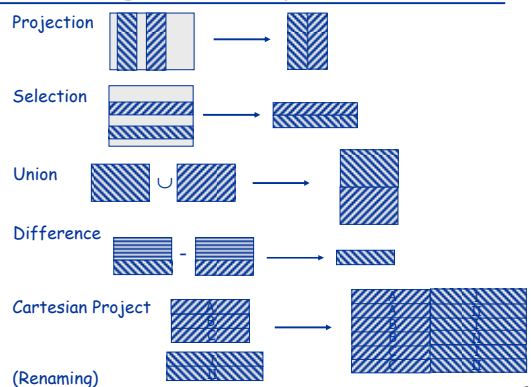 Projection
Selection
Union
∪
Difference
-
Cartesian Project
A
B
C
A
A
B
B
C
C
(Renaming)